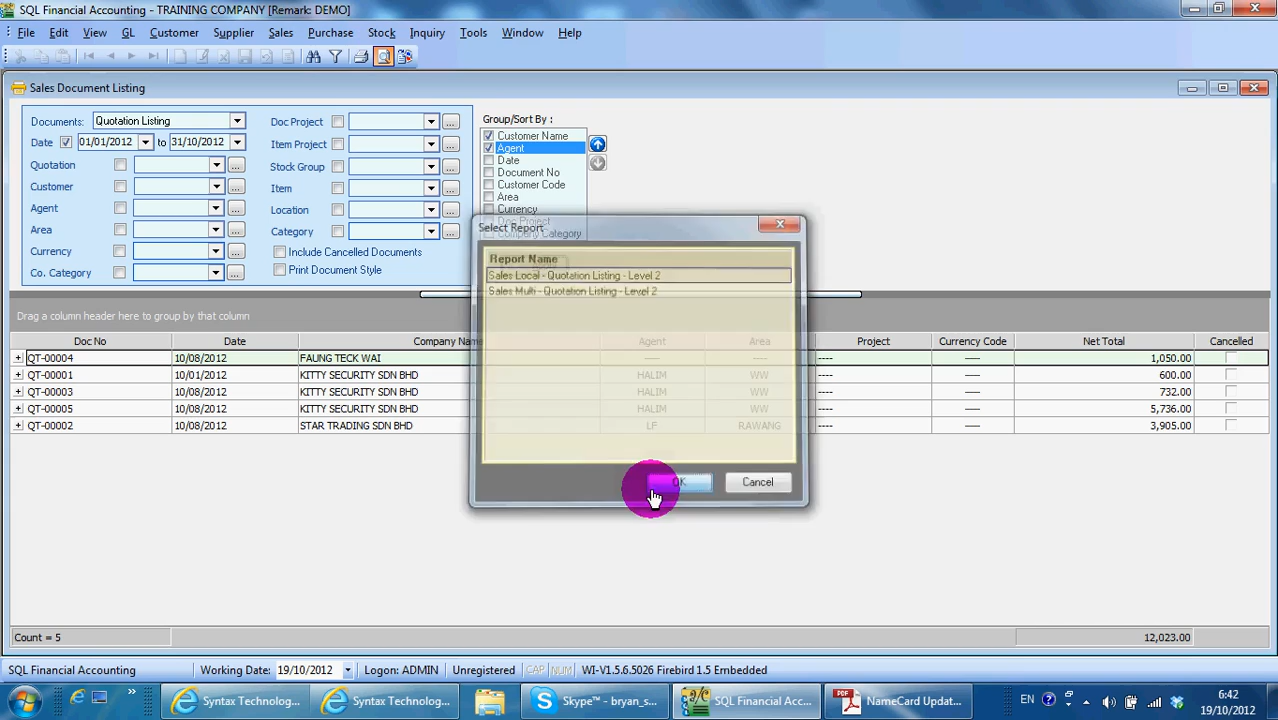 SQL Financial Accounting - TRAINING COMPANY [Remark: DEMO]
File Edit View GL Customer Supplier Sales Purchase Stock Inquiry Tools Window Help
Sales Document Listing
Documents: Quotation Listing
Date 01/01/2012 to 31/10/2012
Quotation
Customer
Agent
Area
Currency
Co. Category
Doc Project
Item Project
Stock Group
Item
Location
Category
Include Cancelled Documents
Print Document Style
Group/Sort By :
Customer Name
Agent
Date
Document No
Customer Code
Area
Currency
Doc Project
Company Category
Select Report
Report Name
Sales Local - Quotation Listing - Level 2
Sales Multi - Quotation Listing - Level 2
OK Cancel
Drag a column header here to group by that column
Doc No Date Company Name Agent Area Project Currency Code Net Total Cancelled
QT-00004 10/08/2012 FAUNG TECK WAI ---- ---- ---- ---- 1,050.00
QT-00001 10/01/2012 KITTY SECURITY SDN BHD HALIM WW ---- ---- 600.00
QT-00003 10/08/2012 KITTY SECURITY SDN BHD HALIM WW ---- ---- 732.00
QT-00005 10/08/2012 KITTY SECURITY SDN BHD HALIM WW ---- ---- 5,736.00
QT-00002 10/08/2012 STAR TRADING SDN BHD LF RAWANG ---- ---- 3,905.00
Count = 5 12,023.00
SQL Financial Accounting Working Date: 19/10/2012 Logon: ADMIN Unregistered CAP NUM WI-V1.5.6.5026 Firebird 1.5 Embedded
Syntax Technolog... Syntax Technolog... Skype™ - bryan_s... SQL Financial Acc... NameCard Updat... EN 6:42
19/10/2012